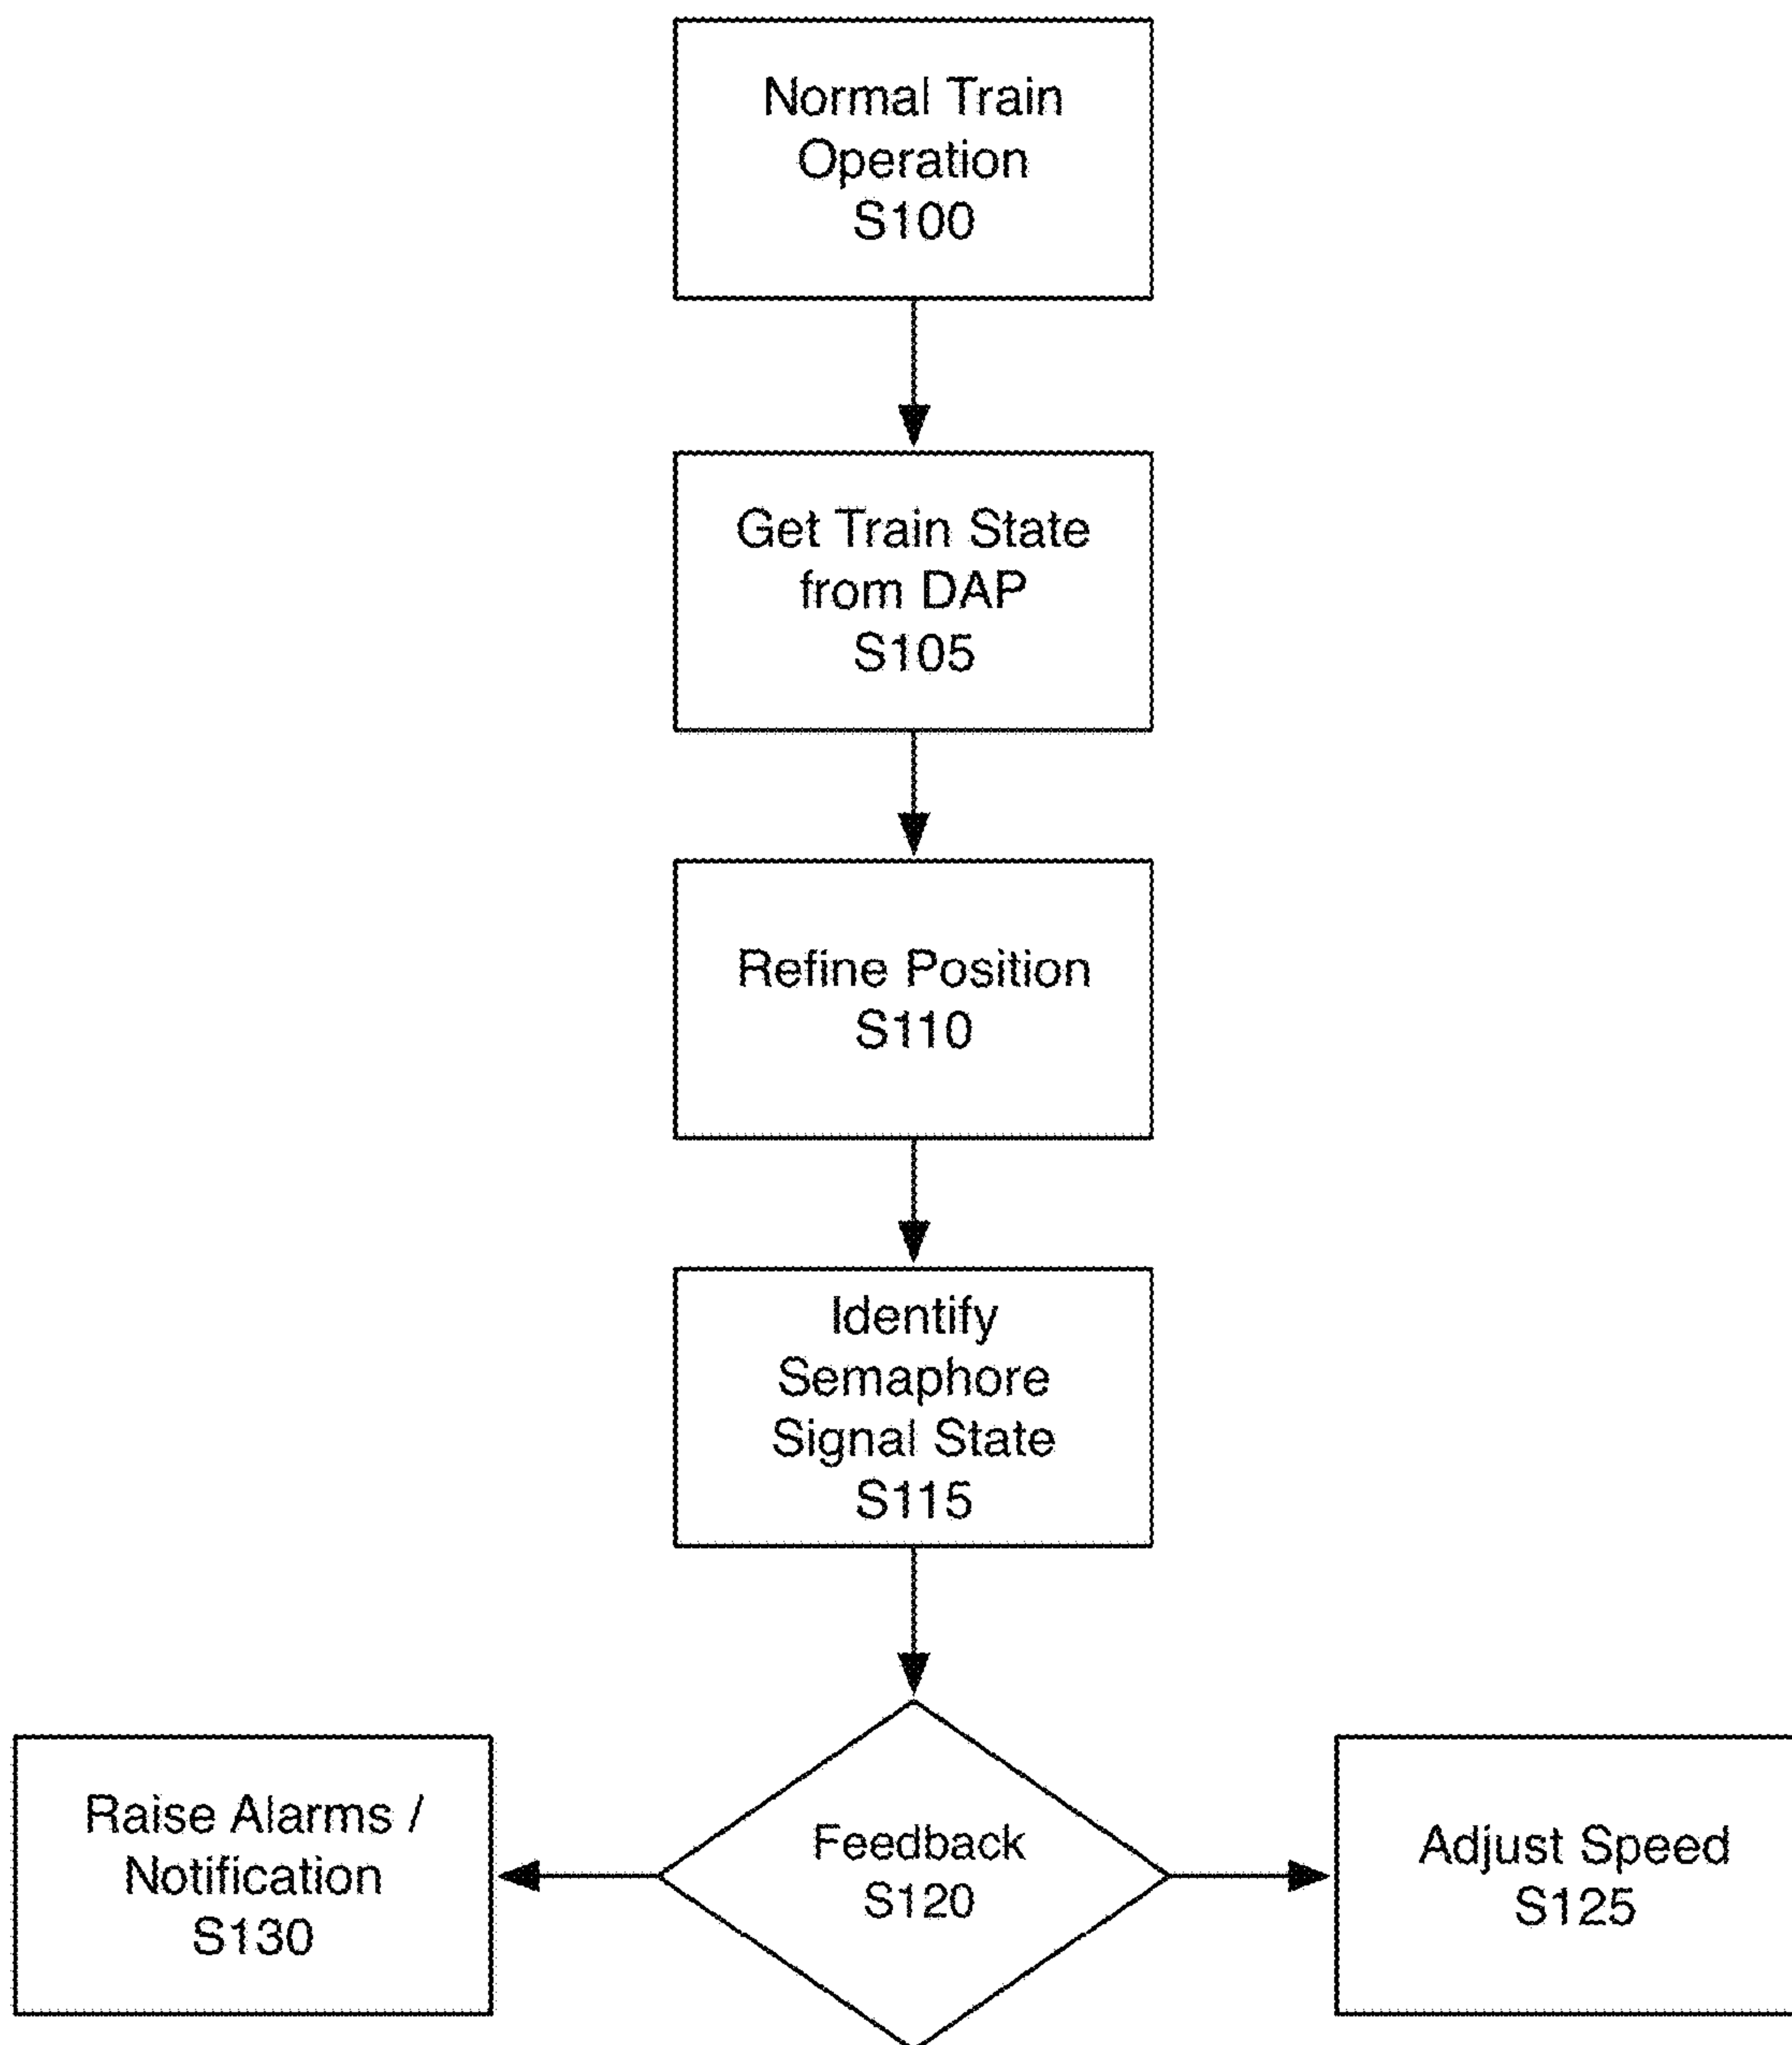 Normal Train
Operation
S100
Get Train State
from DAP
S105
Refine Position
S110
Identify
Semaphore
Signal State
S115
Raise Alarms /
Notification
S130
Feedback
S120
Adjust Speed
S125